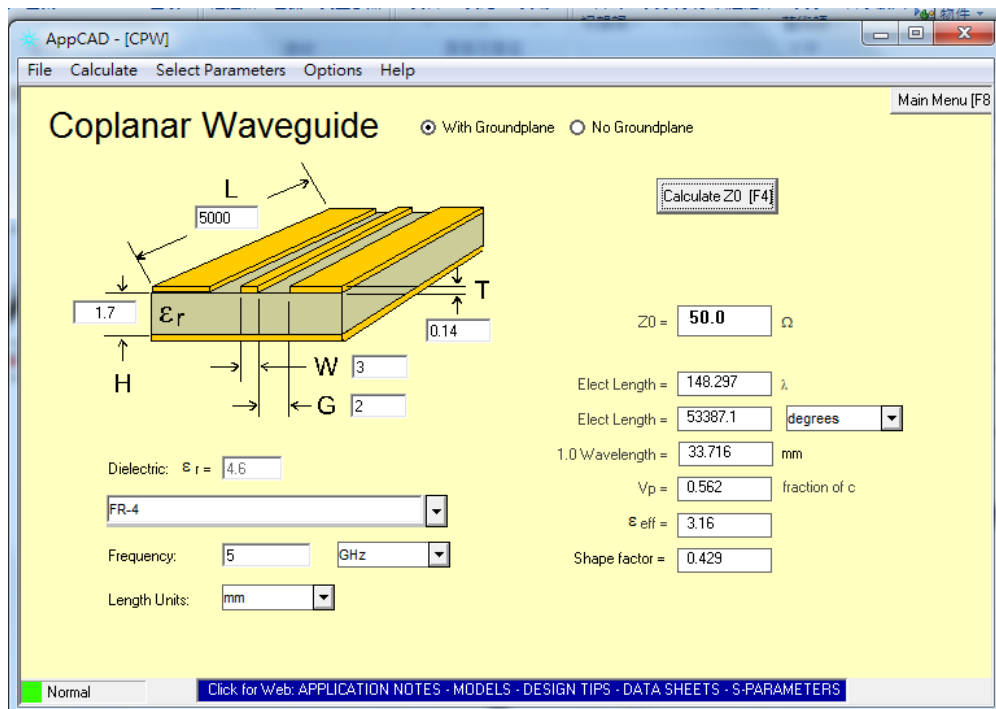 物件
AppCAD - [CPW]
File Calculate Select Parameters Options Help
Main Menu [F8
Coplanar Waveguide
With Groundplane No Groundplane
Calculate Z0 [F4]
L
5000
1.7
εr
T
0.14
H
W 3
G 2
Z0 = 50.0 Ω
Elect Length = 148.297 λ
Elect Length = 53387.1 degrees
1.0 Wavelength = 33.716 mm
Vp = 0.562 fraction of c
ε eff = 3.16
Shape factor = 0.429
Dielectric: ε r = 4.6
FR-4
Frequency: 5 GHz
Length Units: mm
Normal
Click for Web: APPLICATION NOTES - MODELS - DESIGN TIPS - DATA SHEETS - S-PARAMETERS